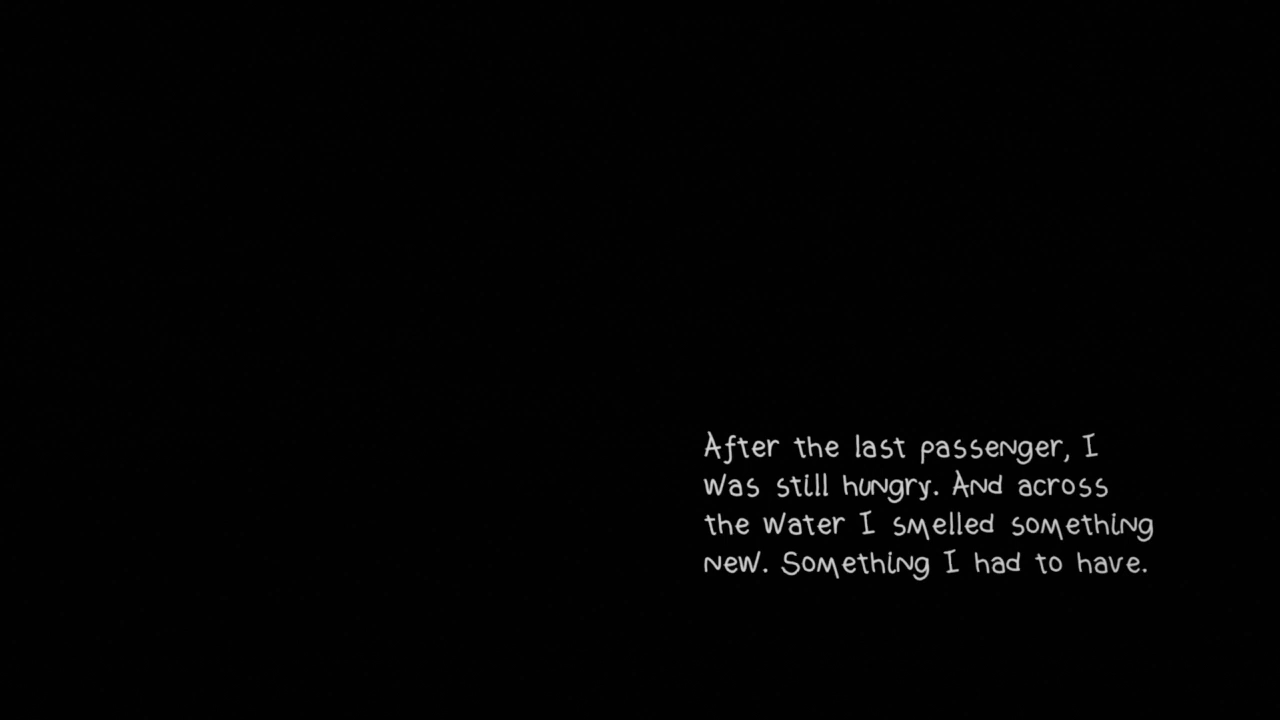 After the last passenger, I
was still hungry. And across
the water I smelled something
new. Something I had to have.